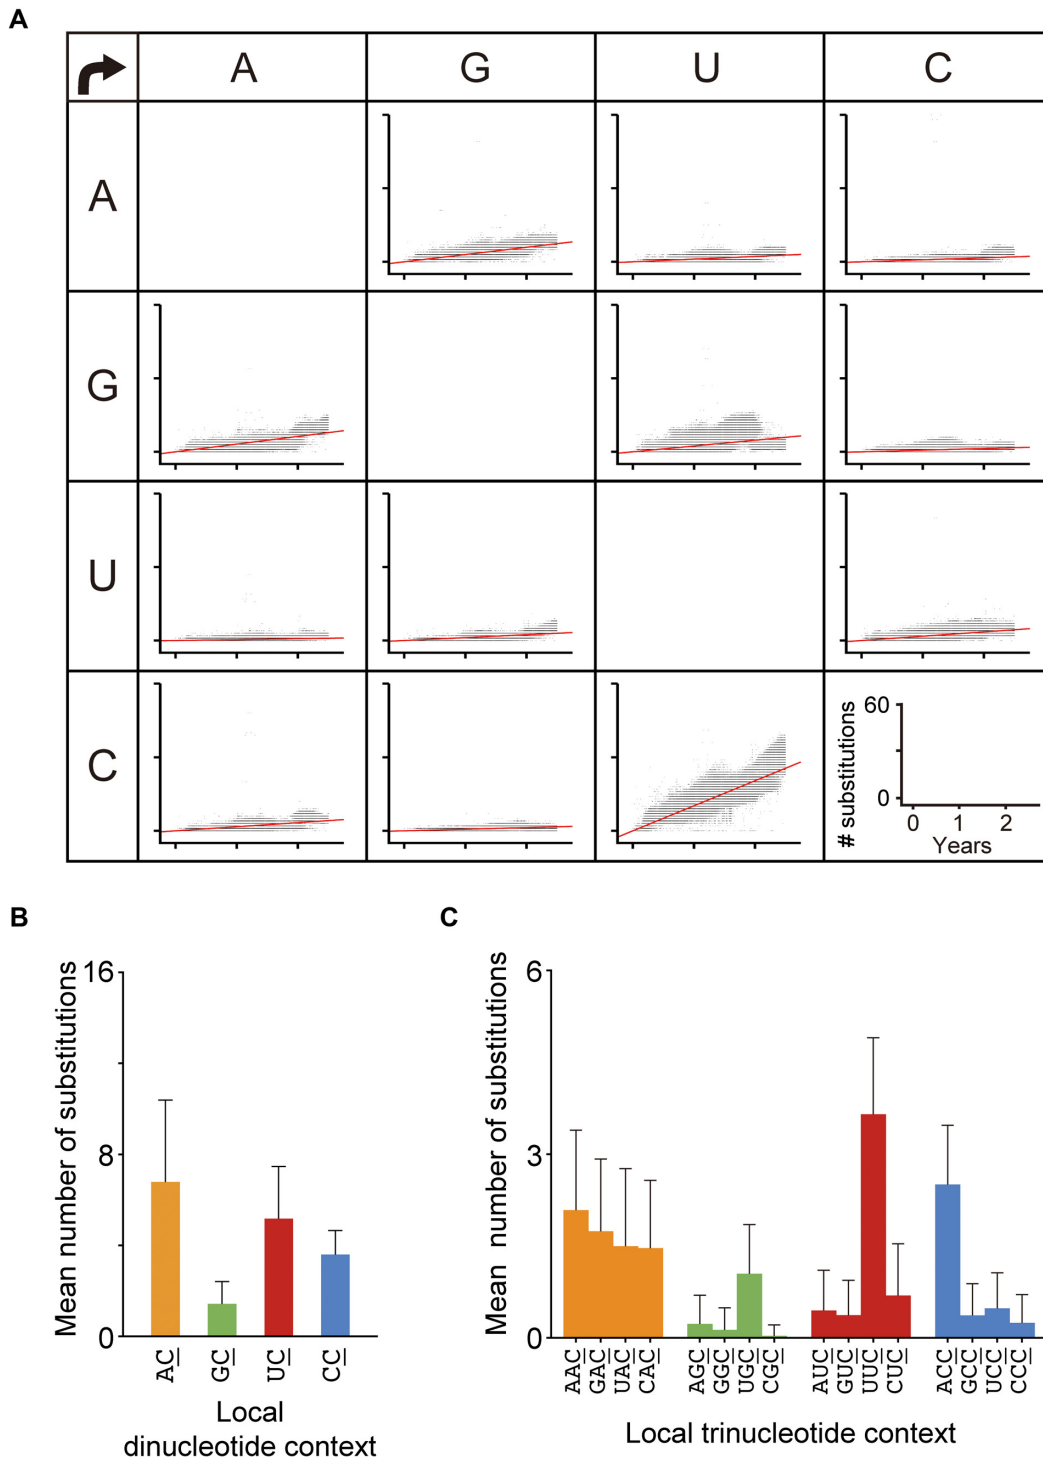 A
A G U C
A
G
U
C
# substitutions
60
0
0 1 2
Years
B
Mean number of substitutions
16
8
0
AC GC UC CC
Local
dinucleotide context
C
Mean number of substitutions
6
3
0
AAC GAC UAC CAC AGC GGC UGC CGC AUC GUC UUC CUC ACC GCC UCC CCC
Local trinucleotide context